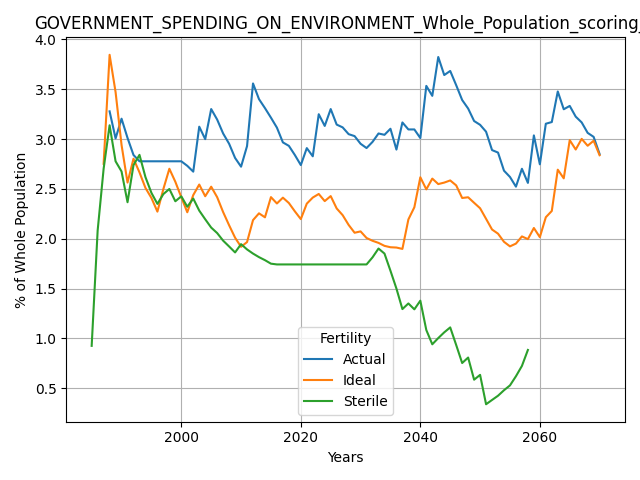 GOVERNMENT_SPENDING_ON_ENVIRONMENT_Whole_Population_scoring_
4.0
3.5
3.0
2.5
2.0
1.5
1.0
0.5
% of Whole Population
Fertility
Actual
Ideal
Sterile
2000 2020 2040 2060
Years